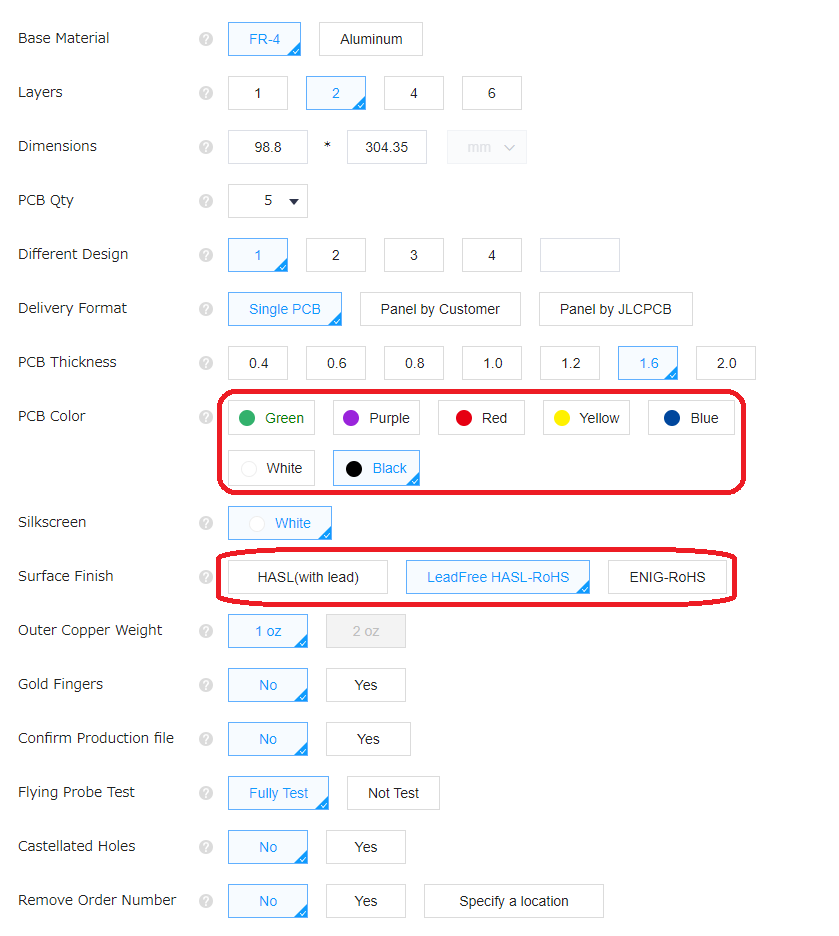 Base Material ? FR-4 Aluminum
Layers ? 1 2 4 6
Dimensions ? 98.8 * 304.35 mm
PCB Qty ? 5
Different Design ? 1 2 3 4
Delivery Format ? Single PCB Panel by Customer Panel by JLCPCB
PCB Thickness ? 0.4 0.6 0.8 1.0 1.2 1.6 2.0
PCB Color ? Green Purple Red Yellow Blue
White Black
Silkscreen ? White
Surface Finish ? HASL(with lead) LeadFree HASL-RoHS ENIG-RoHS
Outer Copper Weight ? 1 oz 2 oz
Gold Fingers ? No Yes
Confirm Production file ? No Yes
Flying Probe Test ? Fully Test Not Test
Castellated Holes ? No Yes
Remove Order Number ? No Yes Specify a location